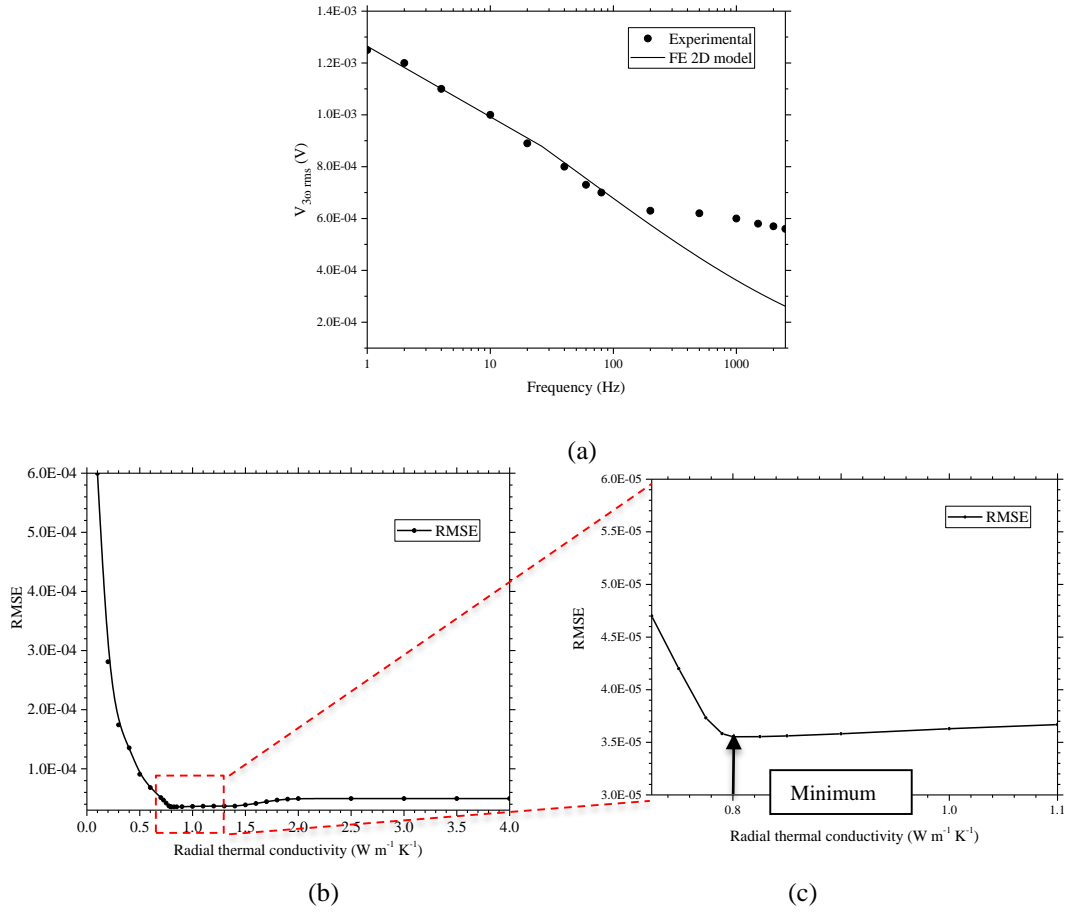 1.4E-03
1.2E-03
1.0E-03
8.0E-04
6.0E-04
4.0E-04
2.0E-04
V3ω rms (V)
Experimental
FE 2D model
1 10 100 1000
Frequency (Hz)
(a)
6.0E-04
5.0E-04
4.0E-04
3.0E-04
2.0E-04
1.0E-04
RMSE
RMSE
0.0 0.5 1.0 1.5 2.0 2.5 3.0 3.5 4.0
Radial thermal conductivity (W m-1 K-1)
(b)
6.0E-05
5.5E-05
5.0E-05
4.5E-05
4.0E-05
3.5E-05
3.0E-05
RMSE
RMSE
Minimum
0.8 1.0 1.1
Radial thermal conductivity (W m-1 K-1)
(c)